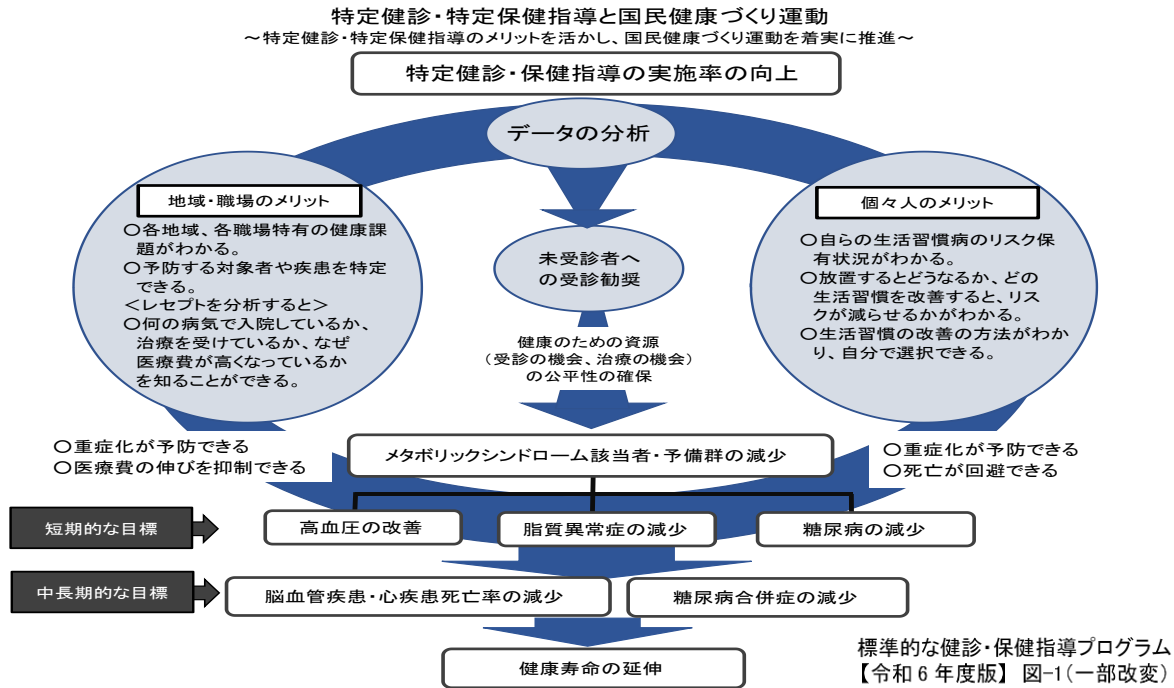 特定健診・特定保健指導と国民健康づくり運動
～特定健診・特定保健指導のメリットを活かし、国民健康づくり運動を着実に推進～
特定健診・保健指導の実施率の向上
データの分析
地域・職場のメリット
○各地域、各職場特有の健康課
題がわかる。
○予防する対象者や疾患を特定
できる。
＜レセプトを分析すると＞
○何の病気で入院しているか、
治療を受けているか、なぜ
医療費が高くなっているか
を知ることができる。
未受診者へ
の受診勧奨
健康のための資源
（受診の機会、治療の機会）
の公平性の確保
個々人のメリット
○自らの生活習慣病のリスク保
有状況がわかる。
○放置するとどうなるか、どの
生活習慣を改善すると、リス
クが減らせるかがわかる。
○生活習慣の改善の方法がわか
り、自分で選択できる。
○重症化が予防できる
○医療費の伸びを抑制できる
メタボリックシンドローム該当者・予備群の減少
○重症化が予防できる
○死亡が回避できる
短期的な目標
高血圧の改善
脂質異常症の減少
糖尿病の減少
中長期的な目標
脳血管疾患・心疾患死亡率の減少
糖尿病合併症の減少
健康寿命の延伸
標準的な健診・保健指導プログラム
【令和６年度版】 図-1（一部改変）